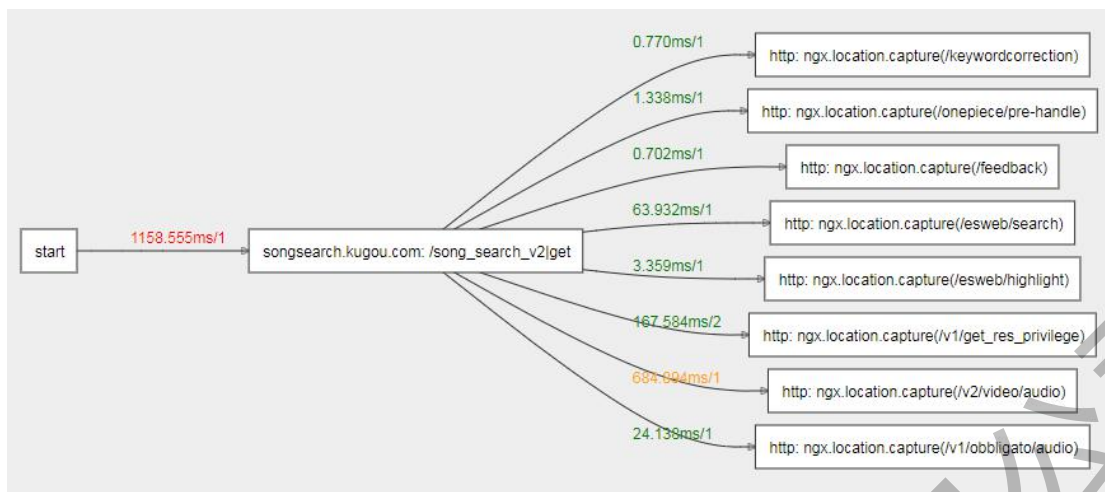 0.770ms/1
http: ngx.location.capture(/keywordcorrection)
1.338ms/1
http: ngx.location.capture(/onepiece/pre-handle)
0.702ms/1
http: ngx.location.capture(/feedback)
63.932ms/1
http: ngx.location.capture(/esweb/search)
start
1158.555ms/1
songsearch.kugou.com: /song_search_v2|get
3.359ms/1
http: ngx.location.capture(/esweb/highlight)
167.584ms/2
http: ngx.location.capture(/v1/get_res_privilege)
684.894ms/1
http: ngx.location.capture(/v2/video/audio)
24.138ms/1
http: ngx.location.capture(/v1/obbligato/audio)